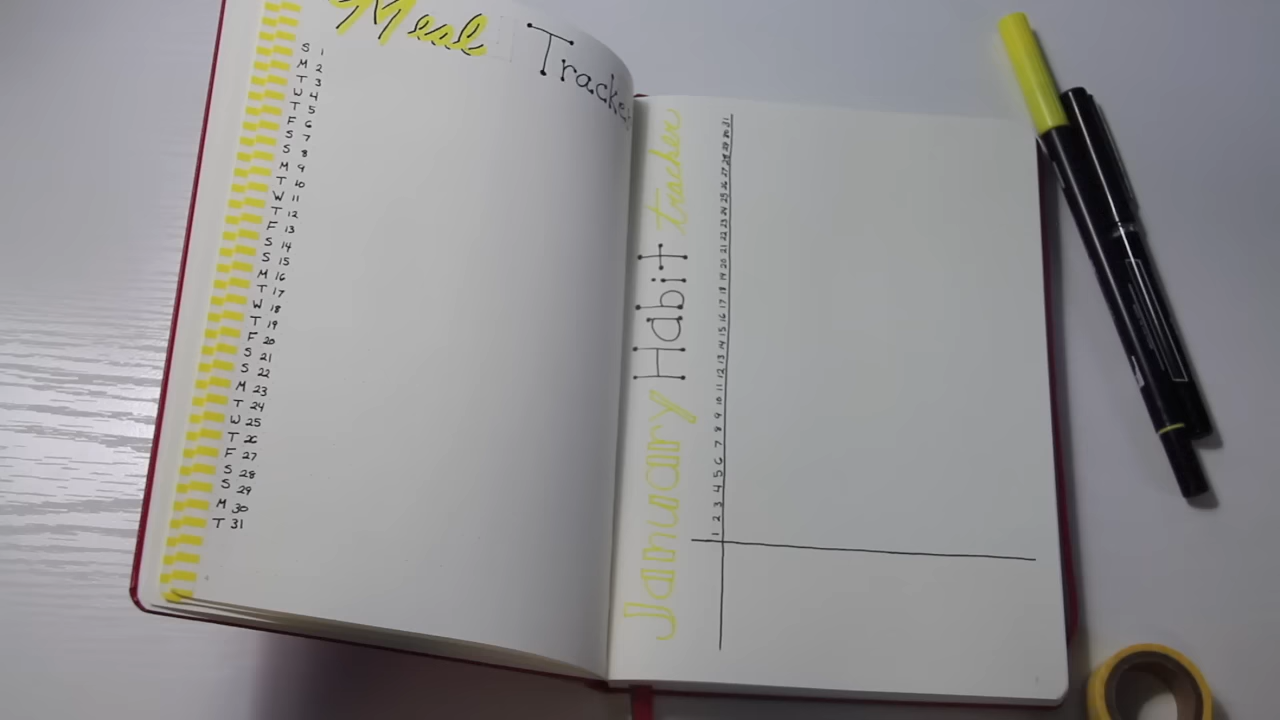 Meal Tracker
S 1
M 2
T 3
W 4
T 5
F 6
S 7
S 8
M 9
T 10
W 11
T 12
F 13
S 14
S 15
M 16
T 17
W 18
T 19
F 20
S 21
S 22
M 23
T 24
W 25
T 26
F 27
S 28
S 29
M 30
T 31
January Habit tracker
1 2 3 4 5 6 7 8 9 10 11 12 13 14 15 16 17 18 19 20 21 22 23 24 25 26 27 28 29 30 31